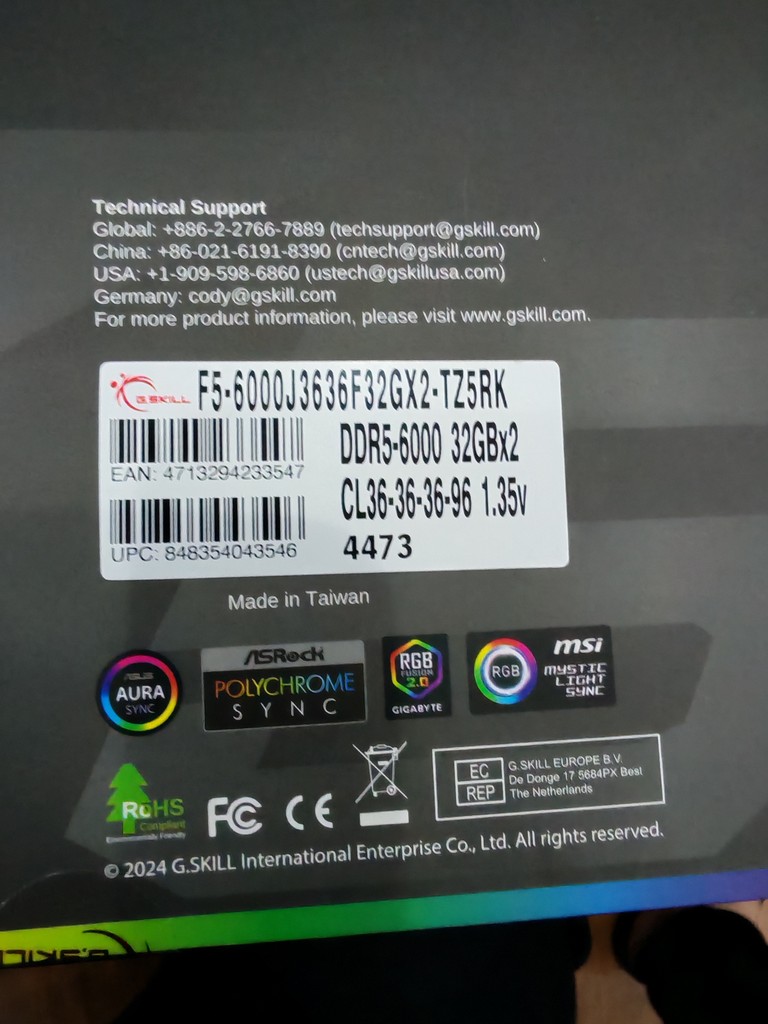 Technical Support
Global: +886-2-2766-7889 (techsupport@gskill.com)
China: +86-021-6191-8390 (cntech@gskill.com)
USA: +1-909-598-6860 (ustech@gskillusa.com)
Germany: cody@gskill.com
For more product information, please visit www.gskill.com.
G.SKILL F5-6000J3636F32GX2-TZ5RK
DDR5-6000 32GBx2
EAN: 4713294233547
CL36-36-36-96 1.35v
UPC: 848354043546
4473
Made in Taiwan
ASUS
AURA
SYNC
ASRock
POLYCHROME
SYNC
RGB
FUSION
2.0
GIGABYTE
RGB
msi
MYSTIC
LIGHT
SYNC
RoHS
Compliant
Environmentally Friendly
FC
CE
EC
REP
G.SKILL EUROPE B.V.
De Donge 17 5684PX Best
The Netherlands
© 2024 G.SKILL International Enterprise Co., Ltd. All rights reserved.
G.SKILL